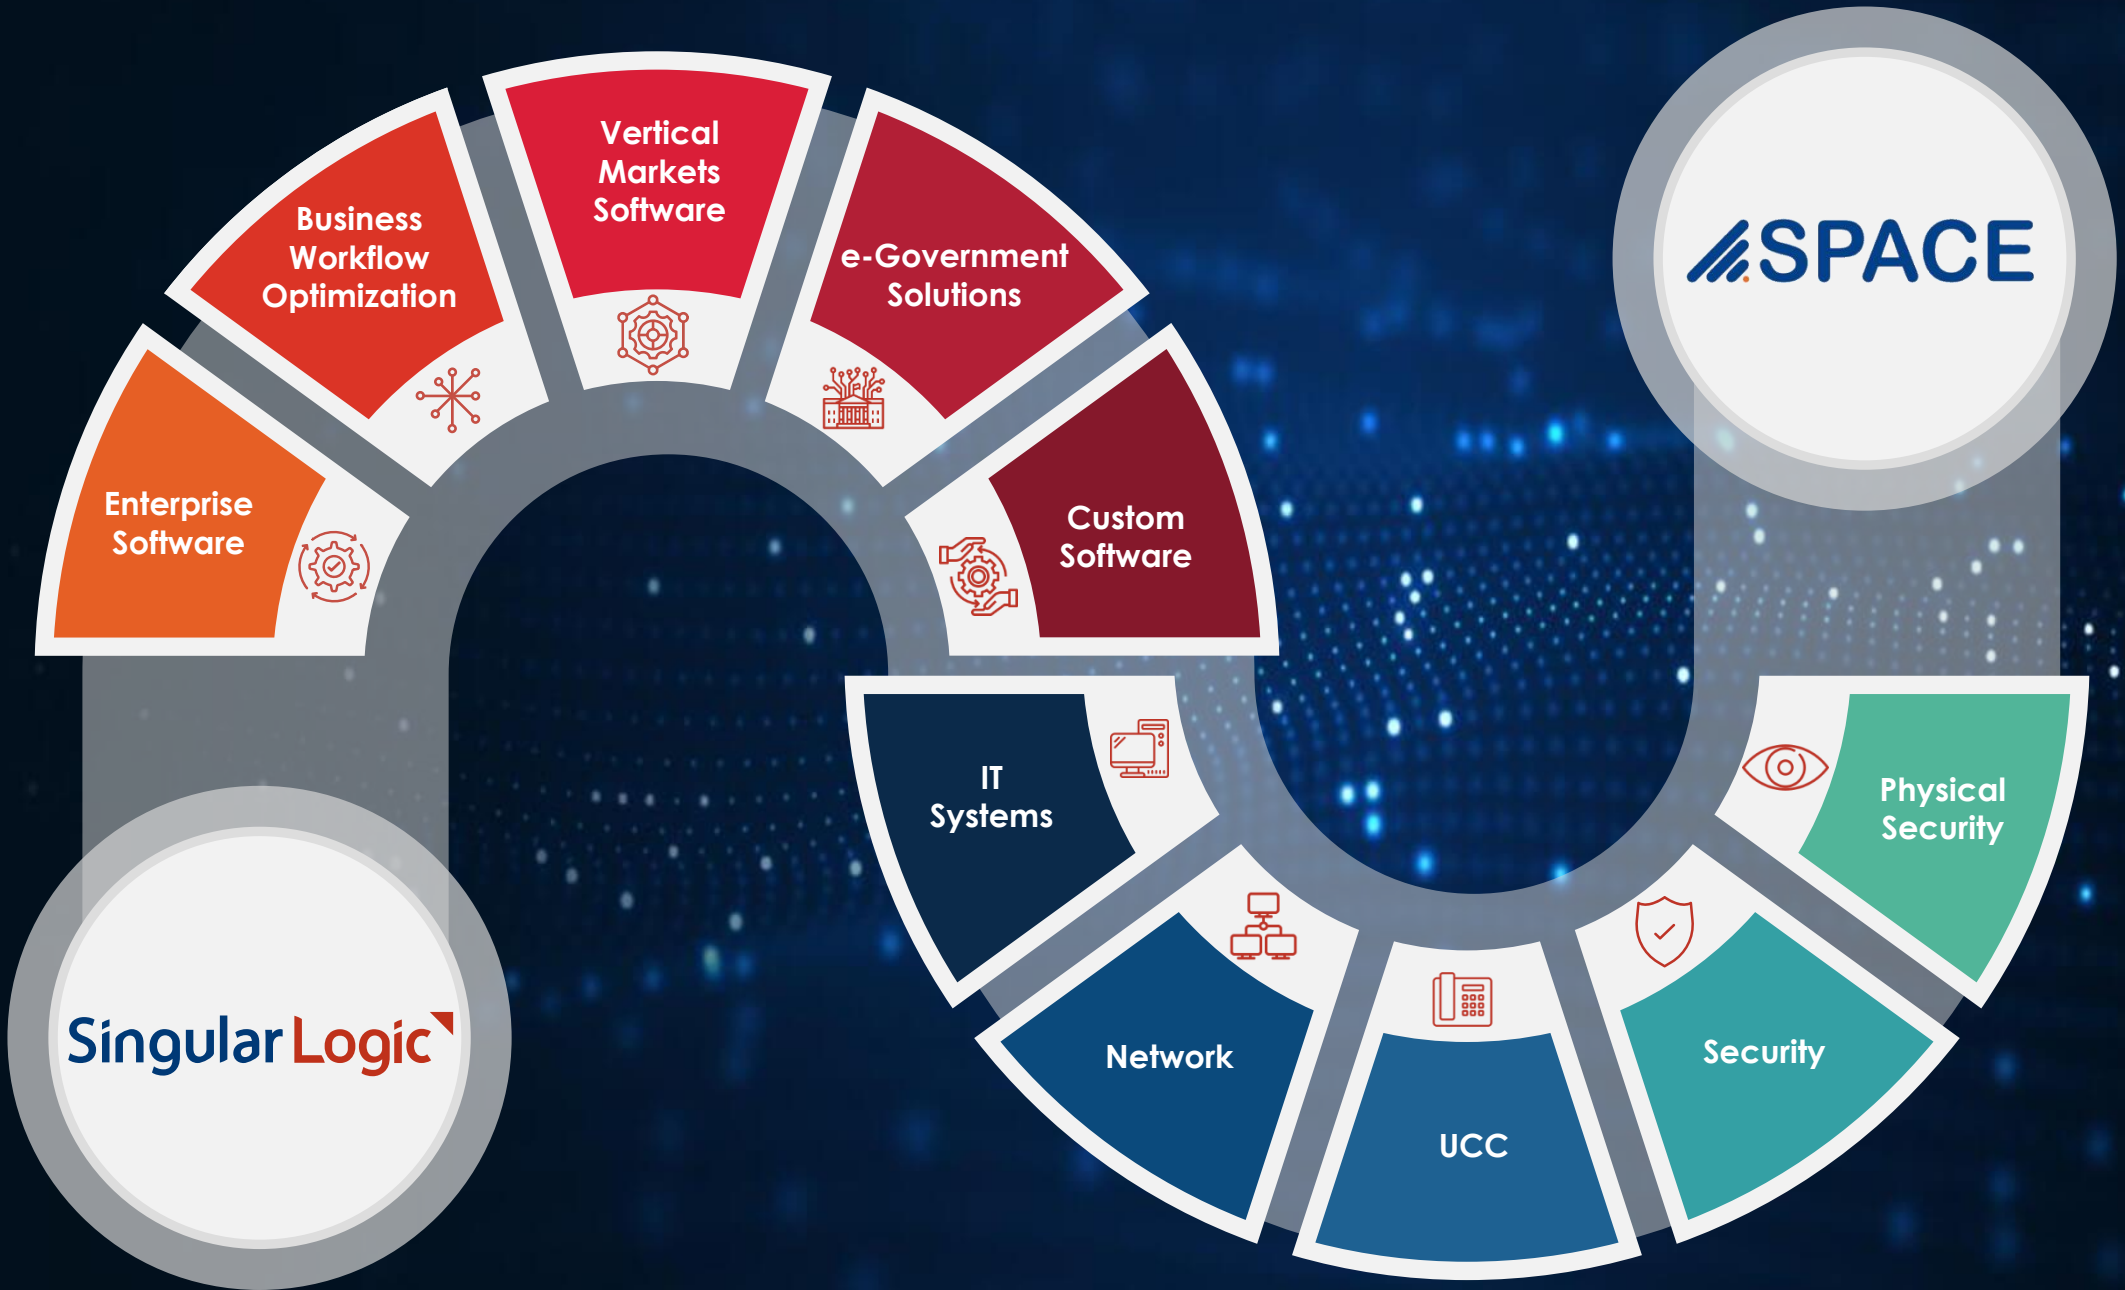 Vertical
Markets
Software
Business
Workflow
Optimization
e-Government
Solutions
Enterprise
Software
Custom
Software
SPACE
IT
Systems
Physical
Security
Network
Security
UCC
SingularLogic